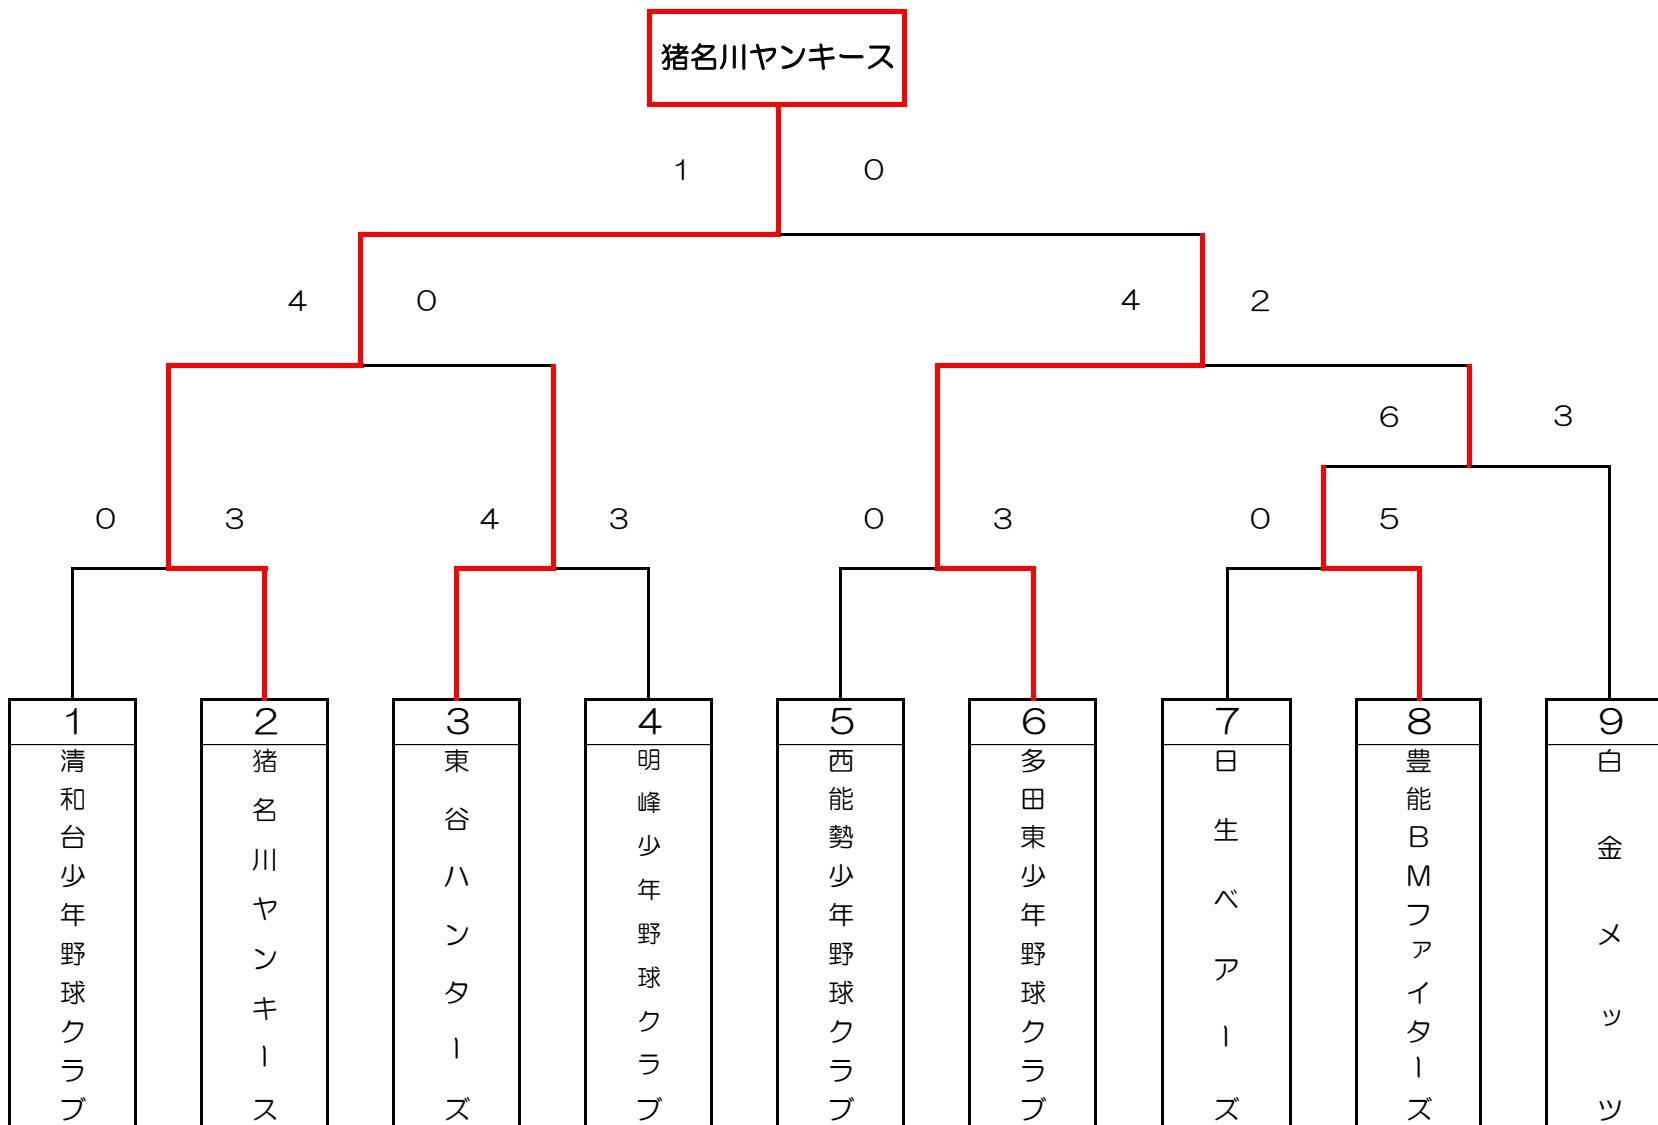 猪名川ヤンキース
1 0
4 0 4 2
6 3
0 3 4 3 0 3 0 5
1 2 3 4 5 6 7 8 9
清和台少年野球クラブ
猪名川ヤンキース
東谷ハンターズ
明峰少年野球クラブ
西能勢少年野球クラブ
多田東少年野球クラブ
日生ベアーズ
豊能BMファイターズ
白金メッツ